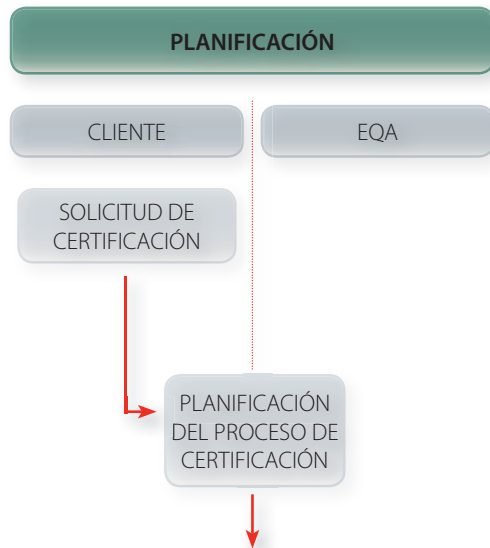 PLANIFICACIÓN
CLIENTE
EQA
SOLICITUD DE
CERTIFICACIÓN
PLANIFICACIÓN
DEL PROCESO DE
CERTIFICACIÓN